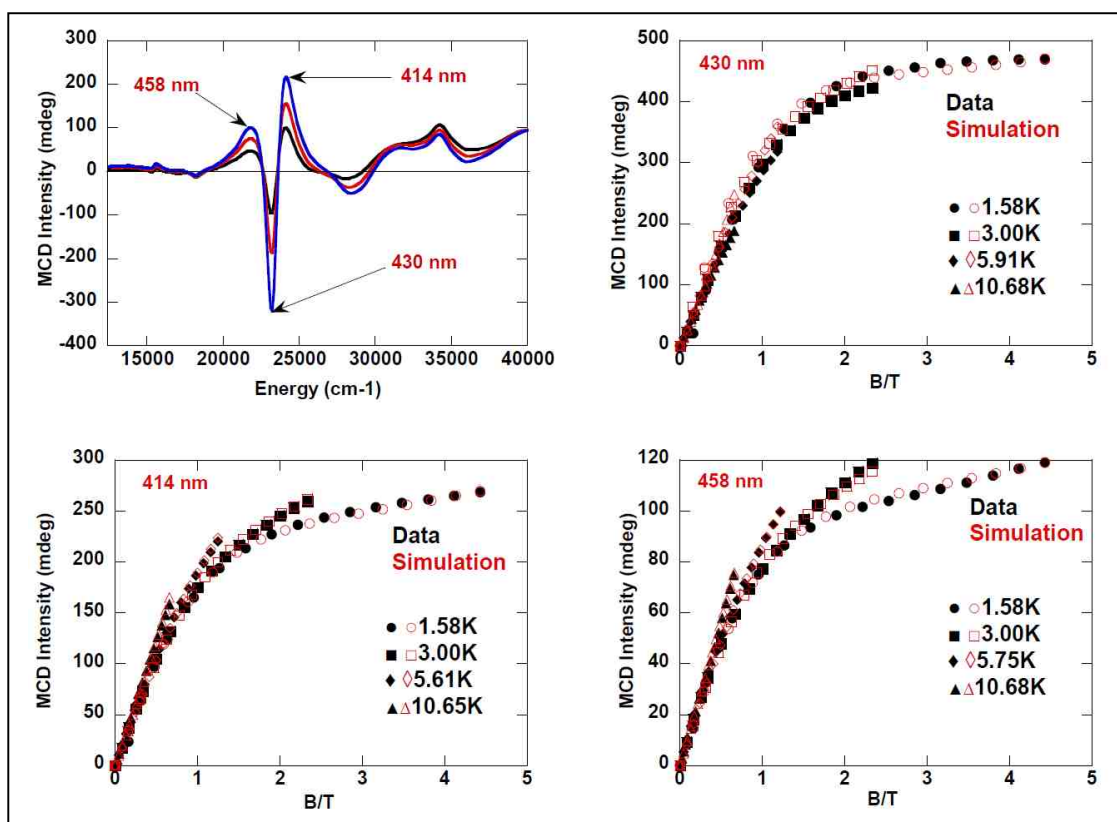 MCD Intensity (mdeg)
300
200
100
0
-100
-200
-300
-400
458 nm
414 nm
430 nm
15000 20000 25000 30000 35000 40000
Energy (cm-1)
MCD Intensity (mdeg)
500
400
300
200
100
0
430 nm
Data
Simulation
1.58K
3.00K
5.91K
10.68K
0 1 2 3 4 5
B/T
MCD Intensity (mdeg)
300
250
200
150
100
50
0
414 nm
Data
Simulation
1.58K
3.00K
5.61K
10.65K
0 1 2 3 4 5
B/T
MCD Intensity (mdeg)
120
100
80
60
40
20
0
458 nm
Data
Simulation
1.58K
3.00K
5.75K
10.68K
0 1 2 3 4 5
B/T